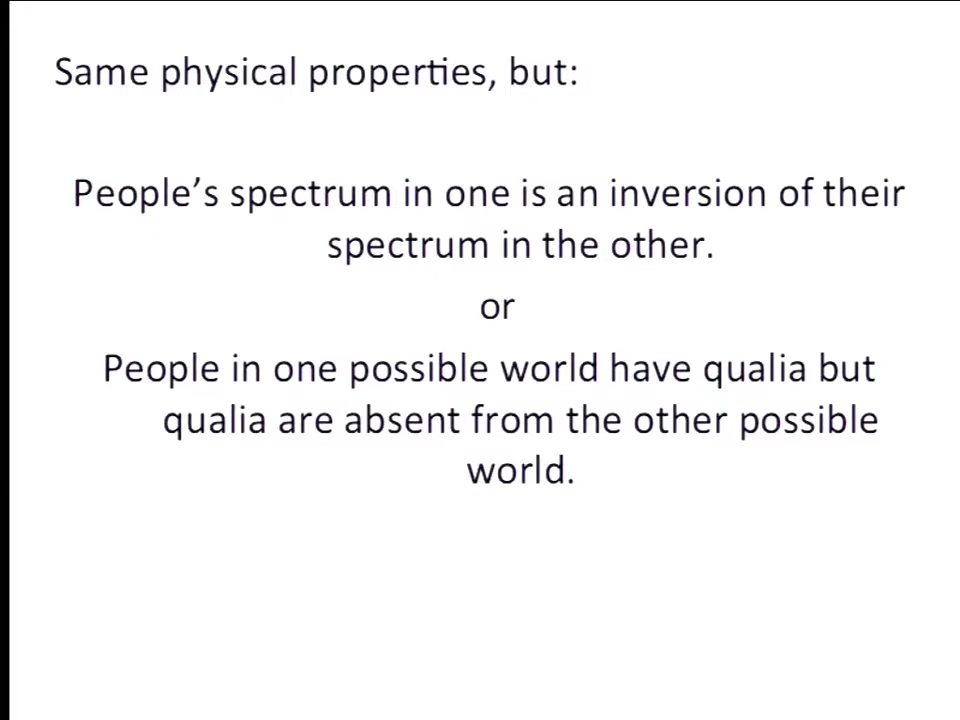 Same physical properties, but:
People’s spectrum in one is an inversion of their
spectrum in the other.
or
People in one possible world have qualia but
qualia are absent from the other possible
world.